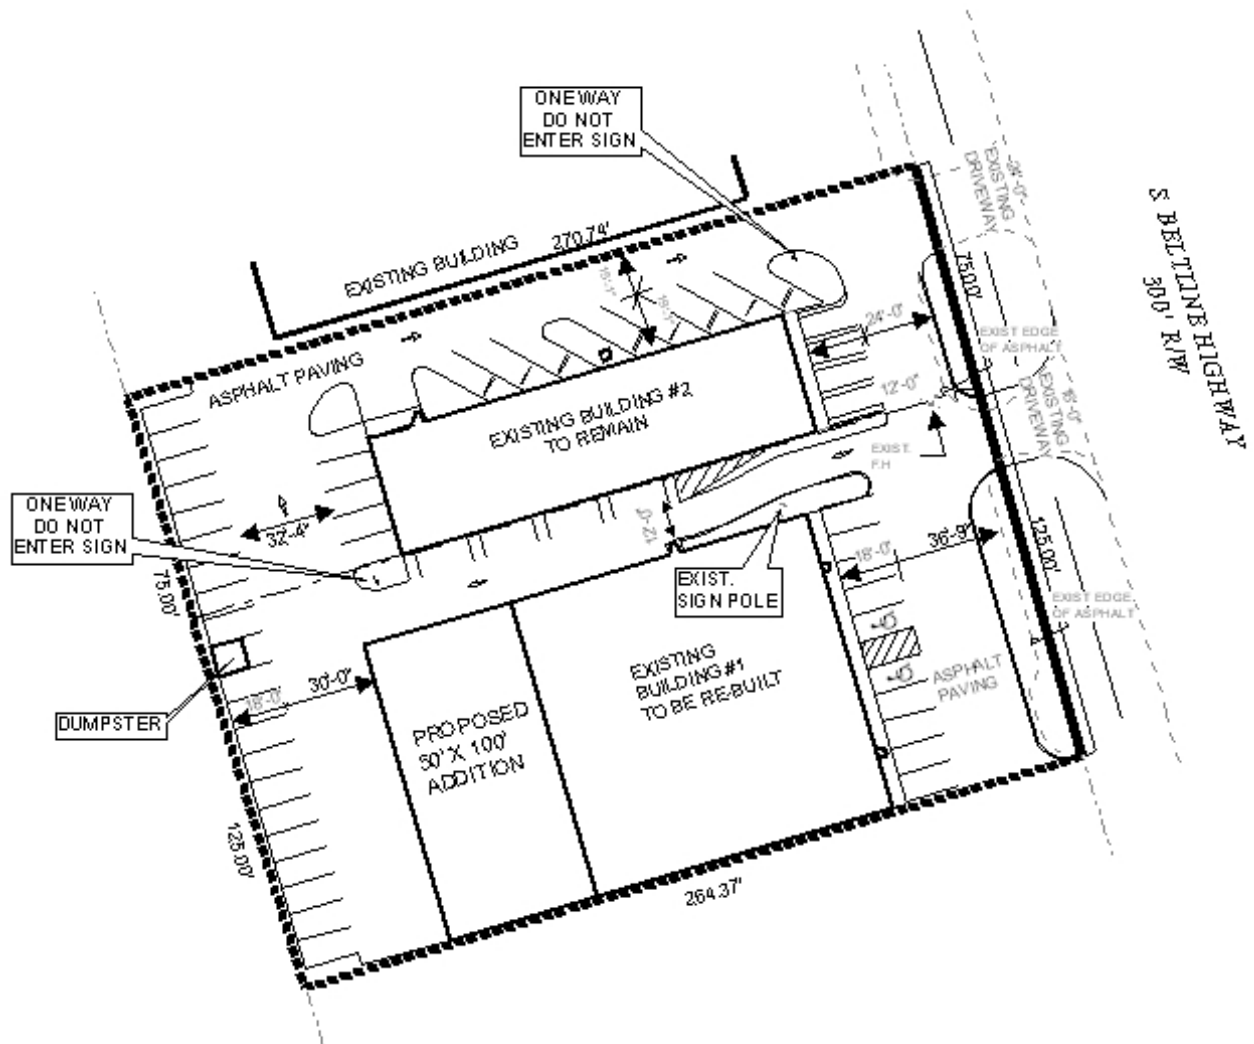 ONEWAY
DO NOT
ENTER SIGN
24'-0"
EXISTING
DRIVEWAY
S BELTLINE HIGHWAY
300' R/W
EXISTING BUILDING
270.74'
75.00'
24'-0"
EXIST EDGE
OF ASPHALT
ASPHALT PAVING
EXISTING BUILDING #2
TO REMAIN
12'-0"
EXISTING
DRIVEWAY
EXIST.
F.H
ONEWAY
DO NOT
ENTER SIGN
32'-4"
12'-0"
18'-0"
36'-9"
125.00'
EXIST.
SIGN POLE
75.00'
EXIST EDGE
OF ASPHALT
EXISTING
BUILDING #1
TO BE RE-BUILT
ASPHALT
PAVING
18'-0"
30'-0"
DUMPSTER
PROPOSED
50' X 100'
ADDITION
125.00'
264.37'